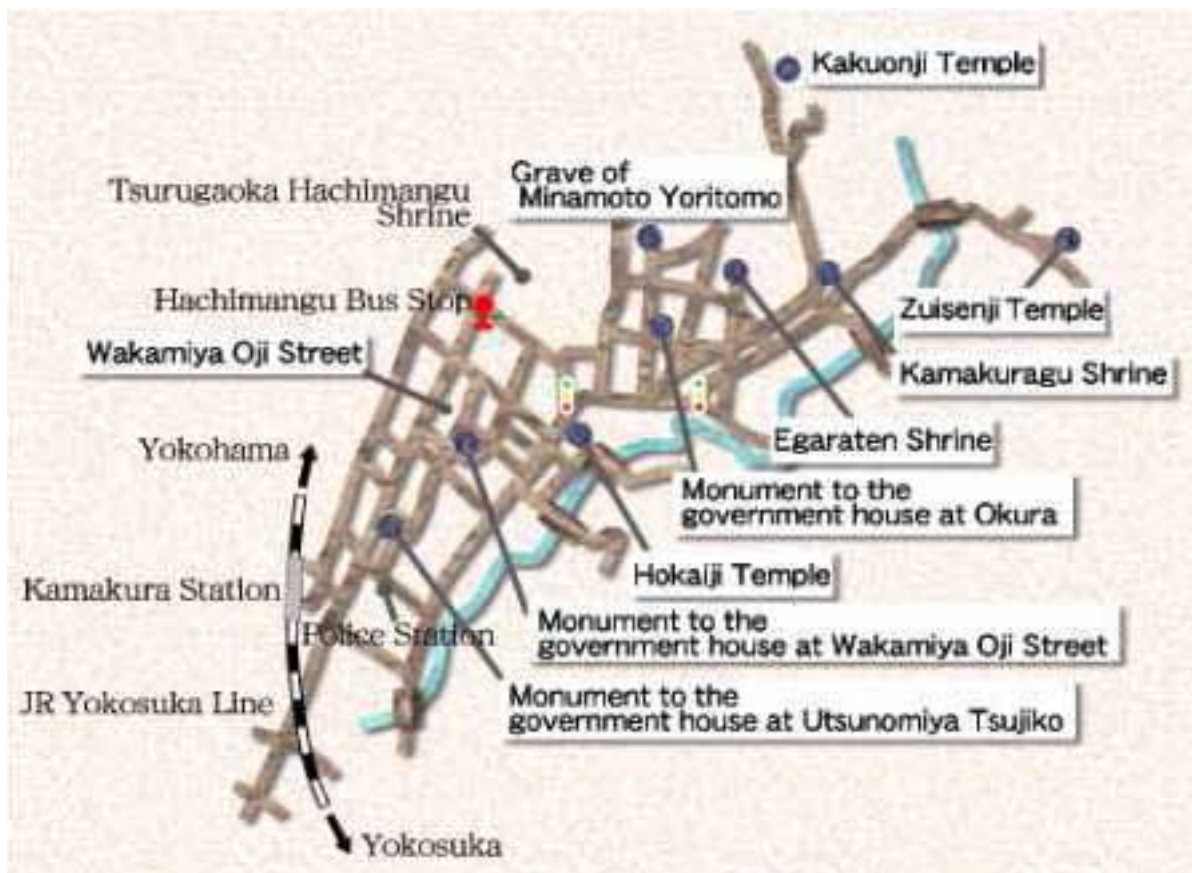 Kakuonji Temple
Grave of
Minamoto Yoritomo
Tsurugaoka Hachimangu
Shrine
Hachimangu Bus Stop
Zuisenji Temple
Wakamiya Oji Street
Kamakuragu Shrine
Yokohama
Egaraten Shrine
Monument to the
government house at Okura
Hokaiji Temple
Kamakura Station
Police Station
Monument to the
government house at Wakamiya Oji Street
JR Yokosuka Line
Monument to the
government house at Utsunomiya Tsujiko
Yokosuka